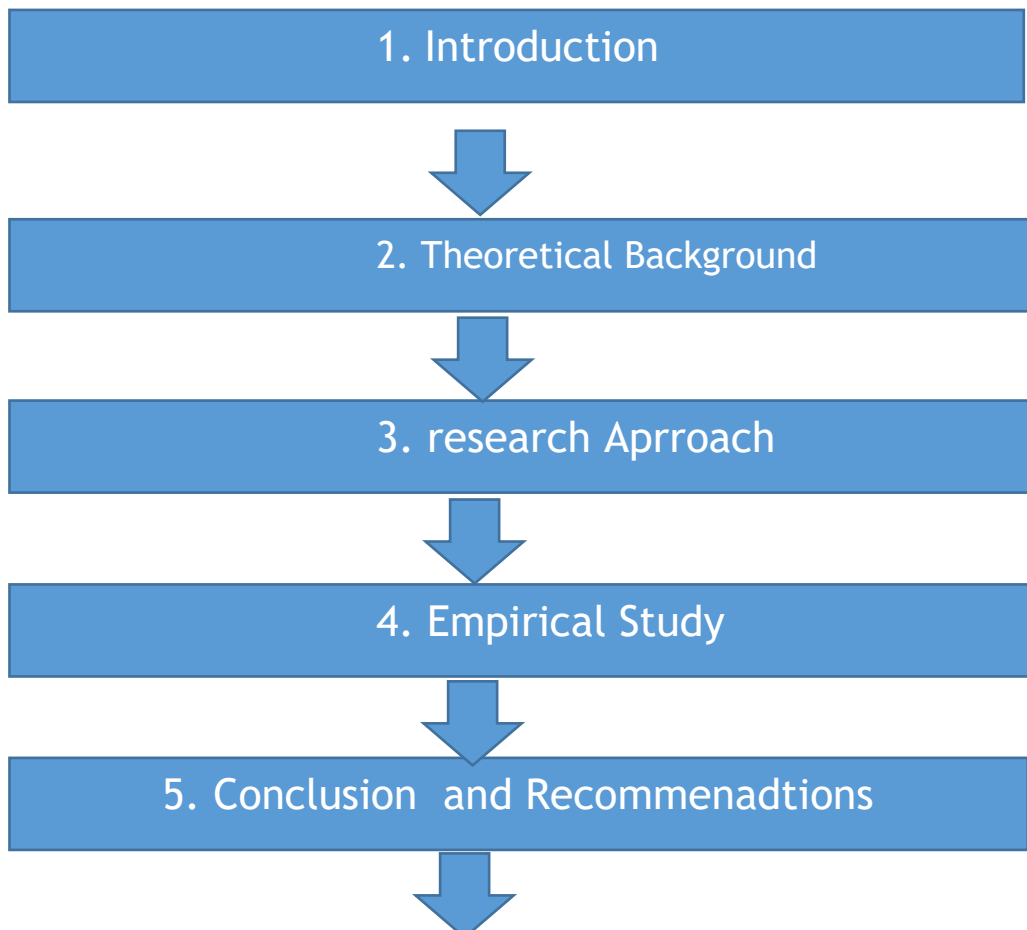 1. Introduction
2. Theoretical Background
3. research Aprroach
4. Empirical Study
5. Conclusion  and Recommenadtions